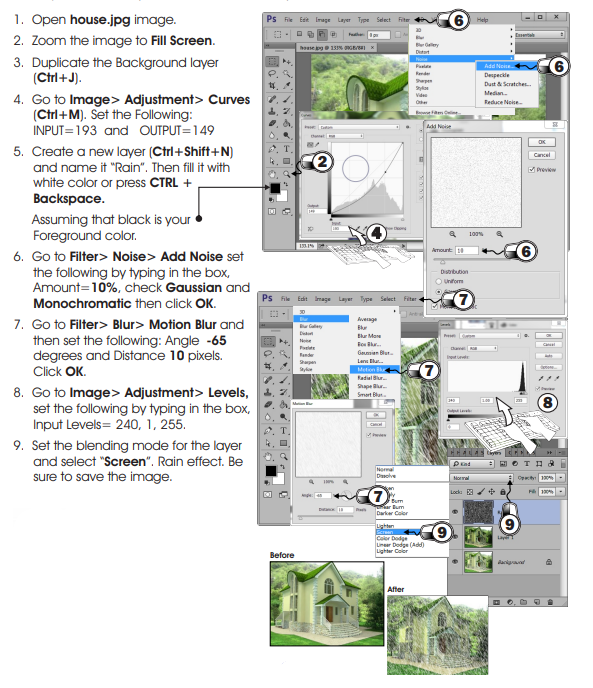 1. Open house.jpg image.
2. Zoom the image to Fill Screen.
3. Duplicate the Background layer
(Ctrl+J).
4. Go to Image> Adjustment> Curves
(Ctrl+M). Set the Following:
INPUT=193 and OUTPUT=149
5. Create a new layer (Ctrl+Shift+N)
and name it "Rain". Then fill it with
white color or press CTRL +
Backspace.
Assuming that black is your
Foreground color.
6. Go to Filter> Noise> Add Noise set
the following by typing in the box,
Amount=10%, check Gaussian and
Monochromatic then click OK.
7. Go to Filter> Blur> Motion Blur and
then set the following: Angle -65
degrees and Distance 10 pixels.
Click OK.
8. Go to Image> Adjustment> Levels,
set the following by typing in the box,
Input Levels= 240, 1, 255.
9. Set the blending mode for the layer
and select "Screen". Rain effect. Be
sure to save the image.
Ps File Edit Image Layer Type Select Filter Help
6
Feather: 0 px
Essentials
house.jpg @ 133% (RGB/8#) ×
3D
Blur
Blur Gallery
Distort
Noise
Pixelate
Render
Sharpen
Stylize
Video
Other
Browse Filters Online...
Add Noise...
Despeckle
Dust & Scratches...
Median...
Reduce Noise...
6
2
Preset: Custom
Channel: RGB
Output:
149
Input:
4
133.1%
Add Noise
OK
Cancel
Preview
100%
Amount: 10
6
Distribution
Uniform
Ps File Edit Image Layer Type Select Filter
7
3D
Blur
Blur Gallery
Distort
Noise
Pixelate
Render
Sharpen
Stylize
Average
Blur
Blur More
Box Blur...
Gaussian Blur...
Lens Blur...
Motion Blur...
Radial Blur...
Shape Blur...
Smart Blur...
7
Motion Blur
OK
Cancel
Preview
100%
Angle: -65
7
Distance: 10 Pixels
Levels
Preset: Custom
Channel: RGB
Input Levels:
240 1.00 255
Output Levels:
0
OK
Cancel
Auto
Options...
Preview
8
Normal
Dissolve
Darker Color
Lighten
Screen
Color Dodge
Linear Dodge (Add)
Lighter Color
9
Layers
Kind
Normal
Opacity: 100%
Lock:
Fill: 100%
9
Layer 1
Background
Before
After